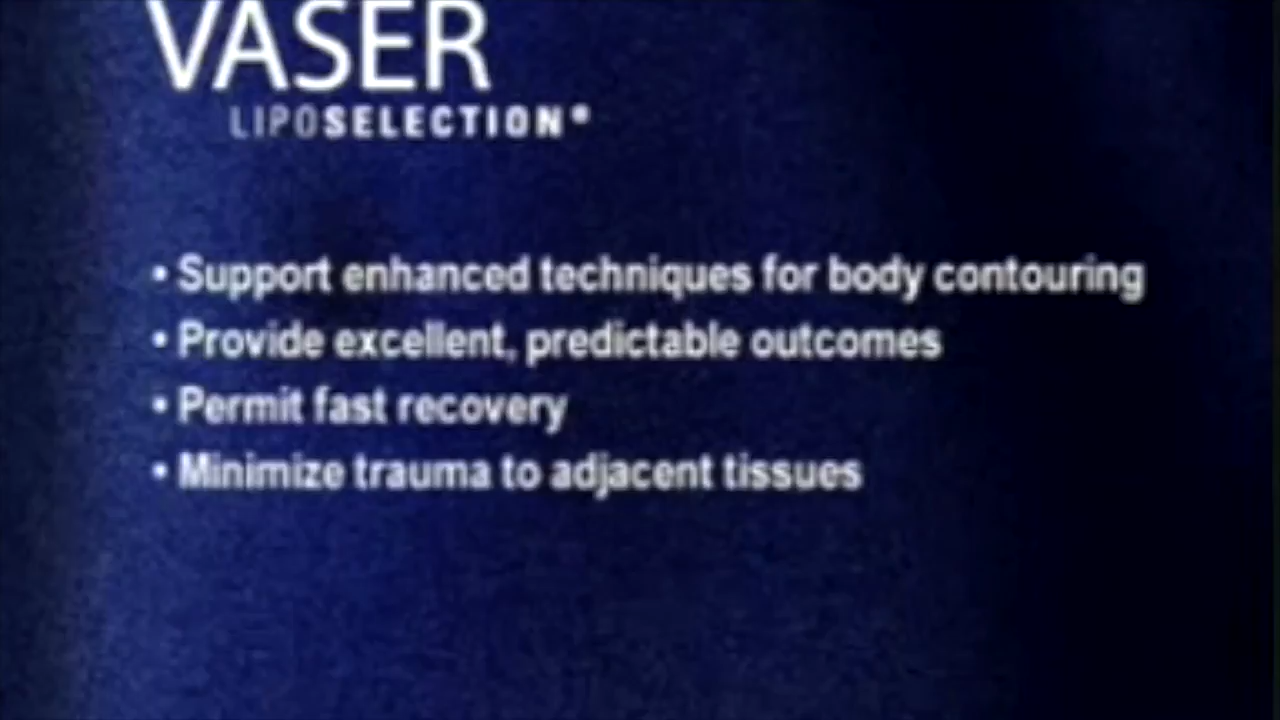 VASER
LIPOSELECTION®
• Support enhanced techniques for body contouring
• Provide excellent, predictable outcomes
• Permit fast recovery
• Minimize trauma to adjacent tissues